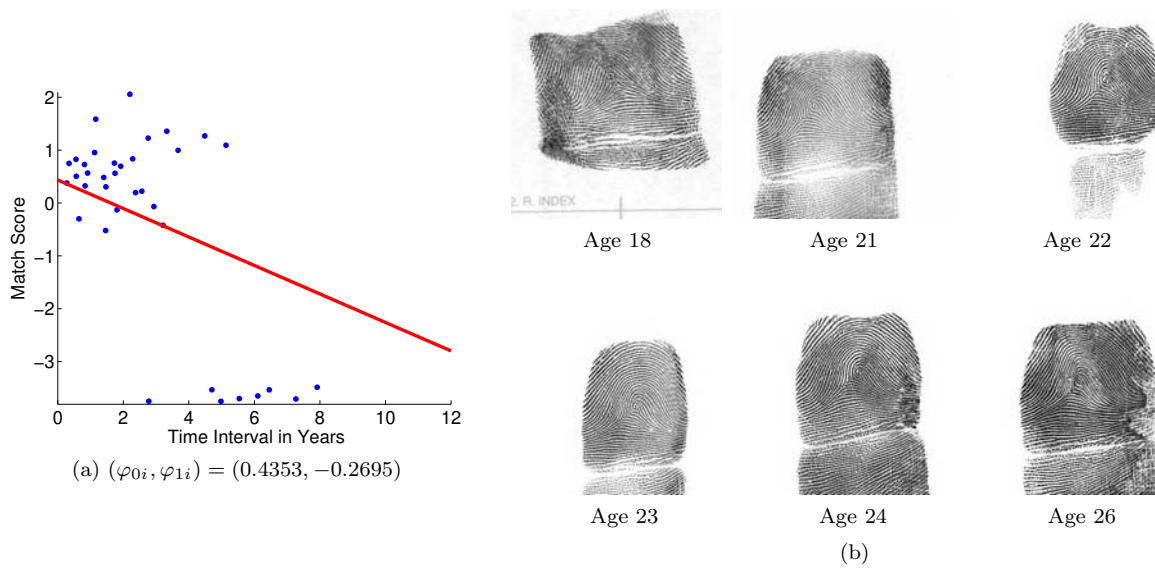 2
1
0
−1
−2
−3
Match Score
0 2 4 6 8 10 12
Time Interval in Years
(a) (φ0i, φ1i) = (0.4353, −0.2695)
2. R. INDEX
Age 18 Age 21 Age 22
Age 23 Age 24 Age 26
(b)